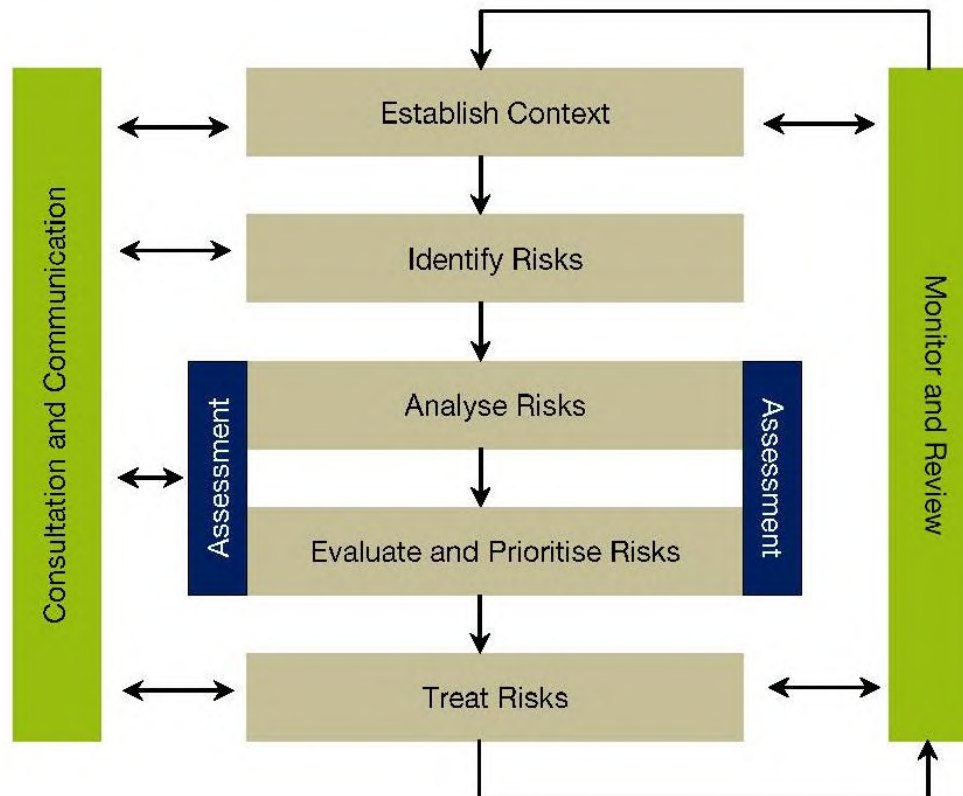 Establish Context
Identify Risks
Analyse Risks
Evaluate and Prioritise Risks
Treat Risks
Consultation and Communication
Assessment
Assessment
Monitor and Review